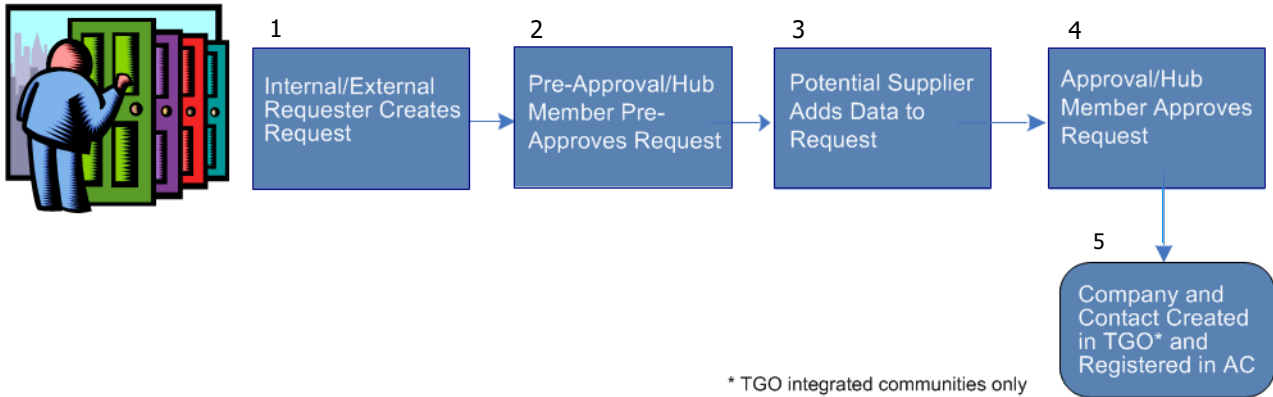 1
Internal/External
Requester Creates
Request
2
Pre-Approval/Hub
Member Pre-
Approves Request
3
Potential Supplier
Adds Data to
Request
4
Approval/Hub
Member Approves
Request
5
Company and
Contact Created
in TGO* and
Registered in AC
* TGO integrated communities only